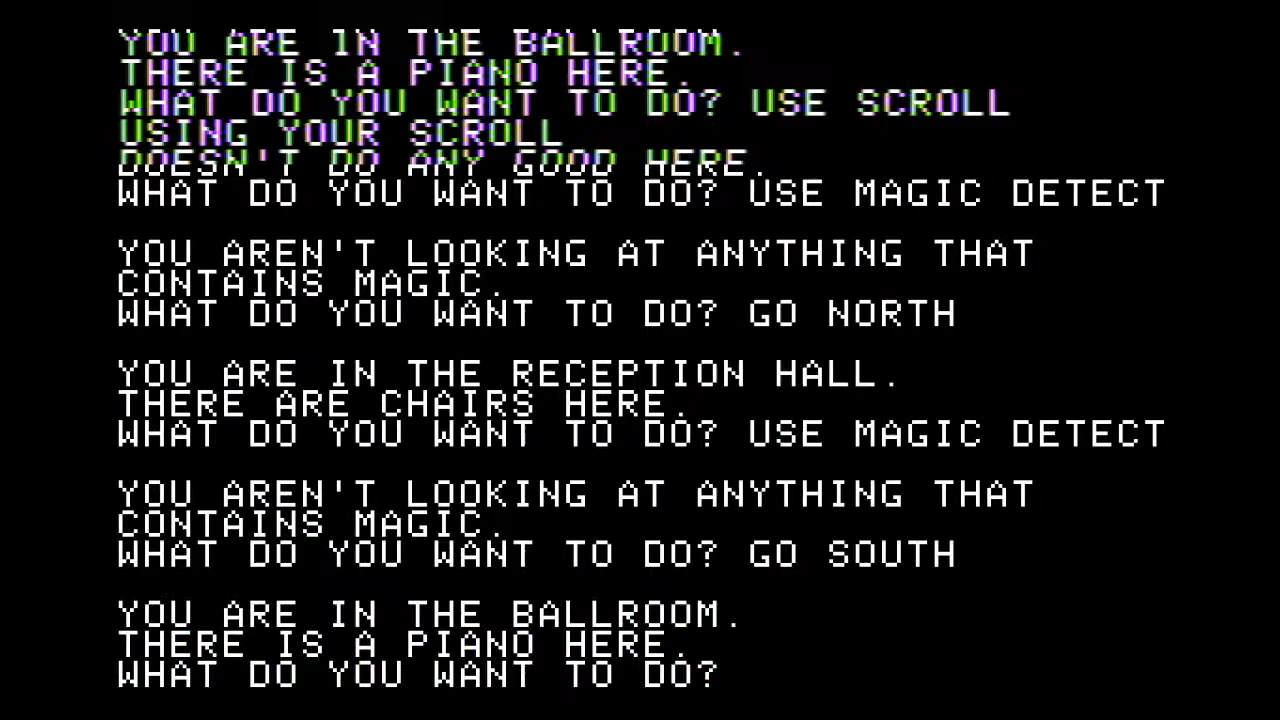 YOU ARE IN THE BALLROOM.
THERE IS A PIANO HERE.
WHAT DO YOU WANT TO DO? USE SCROLL
USING YOUR SCROLL
DOESN'T DO ANY GOOD HERE.
WHAT DO YOU WANT TO DO? USE MAGIC DETECT
YOU AREN'T LOOKING AT ANYTHING THAT
CONTAINS MAGIC.
WHAT DO YOU WANT TO DO? GO NORTH
YOU ARE IN THE RECEPTION HALL.
THERE ARE CHAIRS HERE.
WHAT DO YOU WANT TO DO? USE MAGIC DETECT
YOU AREN'T LOOKING AT ANYTHING THAT
CONTAINS MAGIC.
WHAT DO YOU WANT TO DO? GO SOUTH
YOU ARE IN THE BALLROOM.
THERE IS A PIANO HERE.
WHAT DO YOU WANT TO DO?